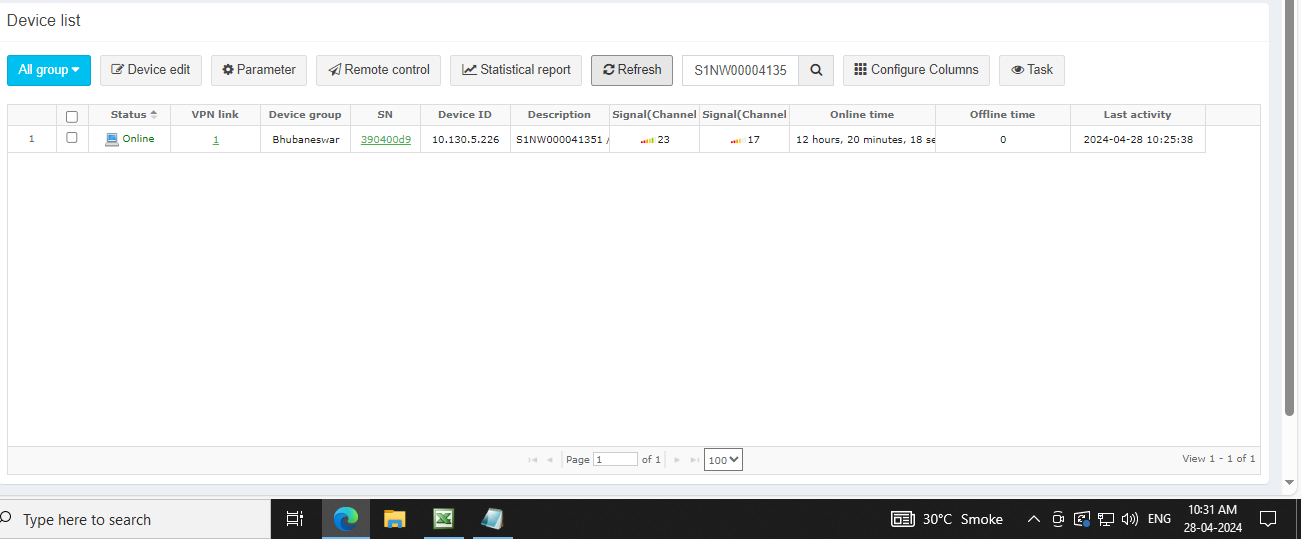 Device list
All group Device edit Parameter Remote control Statistical report Refresh S1NW00004135 Configure Columns Task
Status VPN link Device group SN Device ID Description Signal(Channel Signal(Channel Online time Offline time Last activity
1 Online 1 Bhubaneswar 390400d9 10.130.5.226 S1NW000041351 / 23 17 12 hours, 20 minutes, 18 se 0 2024-04-28 10:25:38
Page 1 of 1 100 View 1 - 1 of 1
Type here to search 30°C Smoke ENG 10:31 AM
28-04-2024